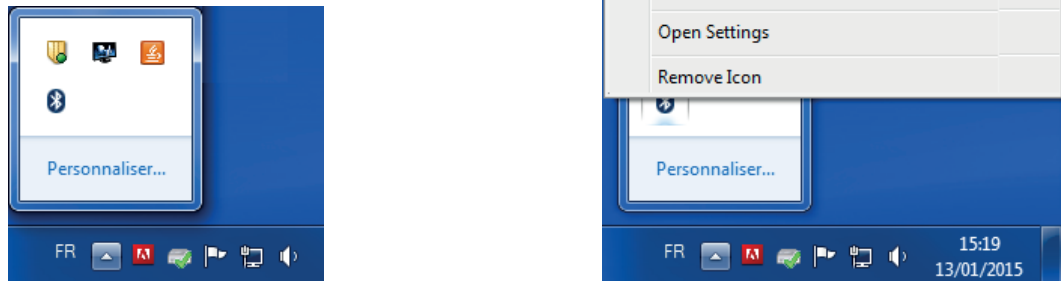 Personnaliser...
FR
Open Settings
Remove Icon
Personnaliser...
FR
15:19
13/01/2015